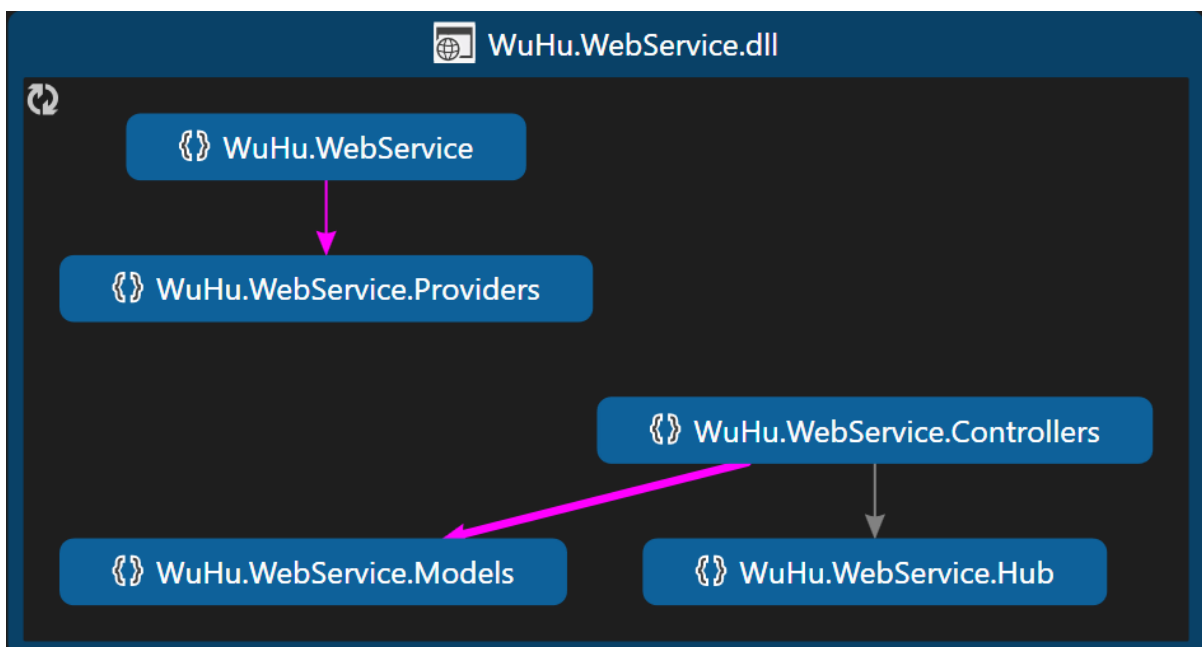 WuHu.WebService.dll
WuHu.WebService
WuHu.WebService.Providers
WuHu.WebService.Controllers
WuHu.WebService.Models
WuHu.WebService.Hub